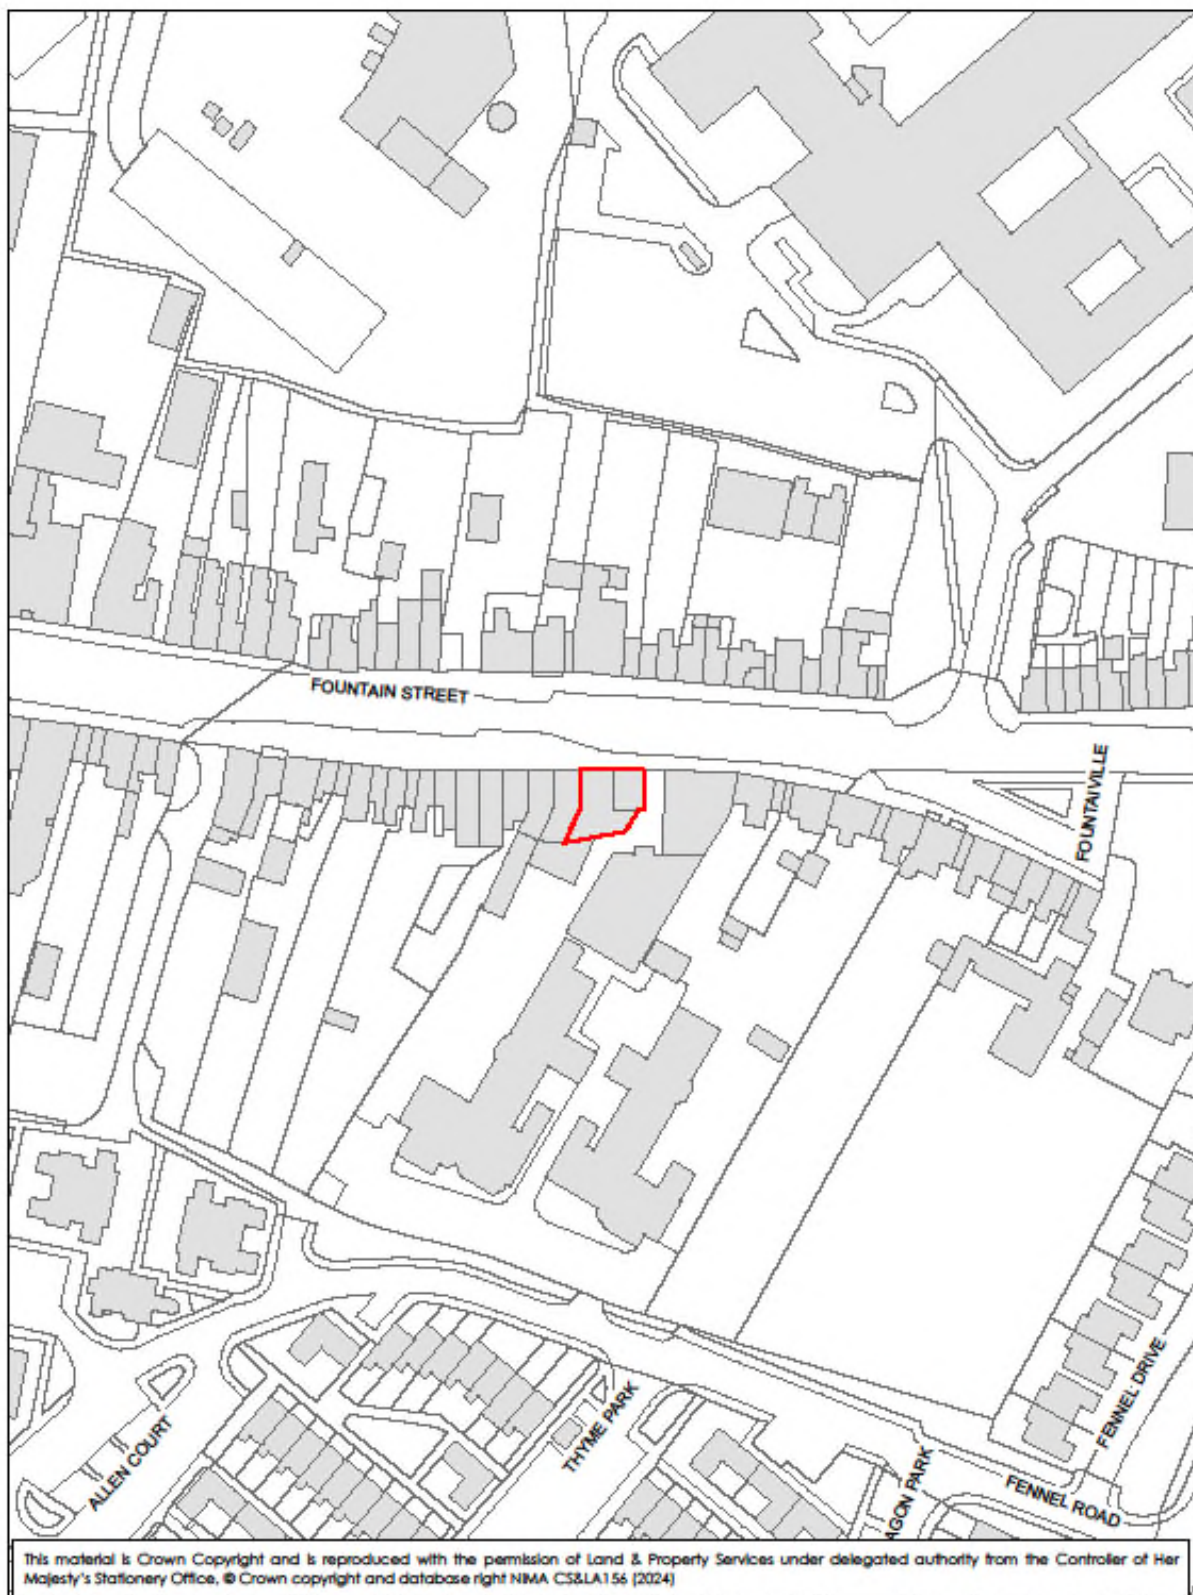 FOUNTAIN STREET
FOUNTAIVILLE
ALLEN COURT
THYME PARK
AGON PARK
FENNEL DRIVE
FENNEL ROAD
This material is Crown Copyright and is reproduced with the permission of Land & Property Services under delegated authority from the Controller of Her
Majesty's Stationery Office, © Crown copyright and database right NIMA CS&LA156 (2024)